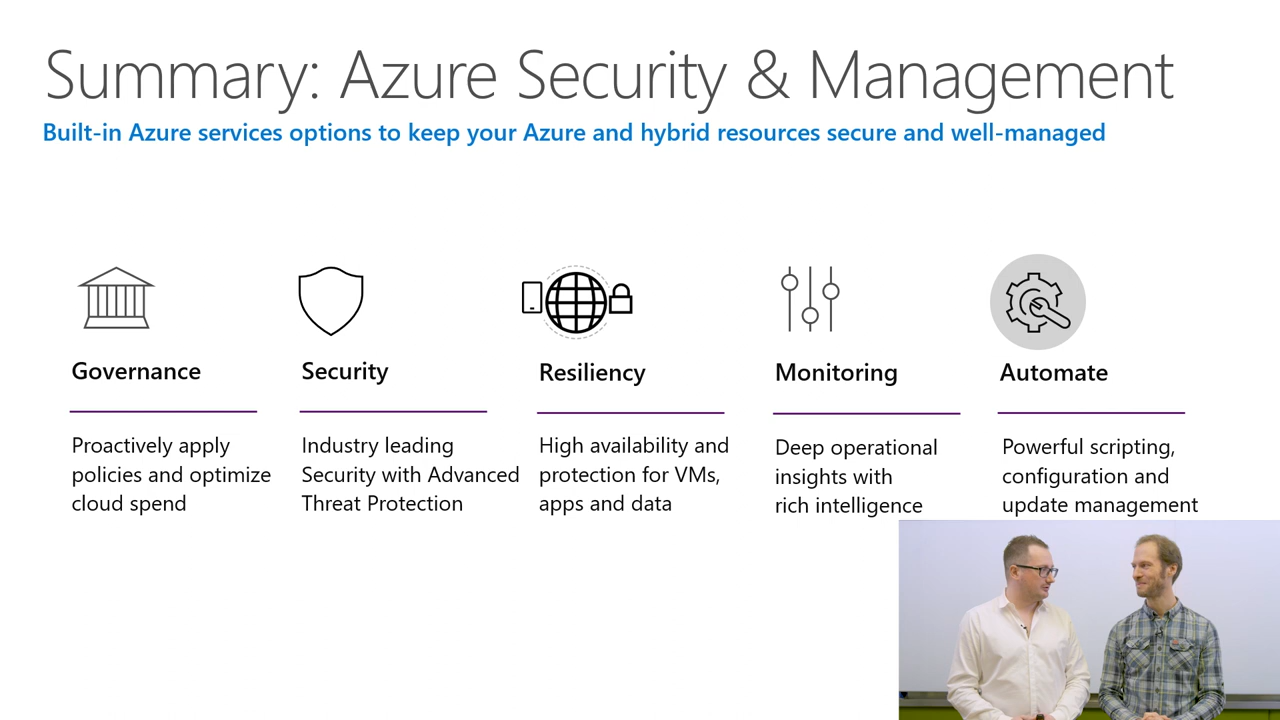 Summary: Azure Security & Management
Built-in Azure services options to keep your Azure and hybrid resources secure and well-managed
Governance
Proactively apply
policies and optimize
cloud spend
Security
Industry leading
Security with Advanced
Threat Protection
Resiliency
High availability and
protection for VMs,
apps and data
Monitoring
Deep operational
insights with
rich intelligence
Automate
Powerful scripting,
configuration and
update management